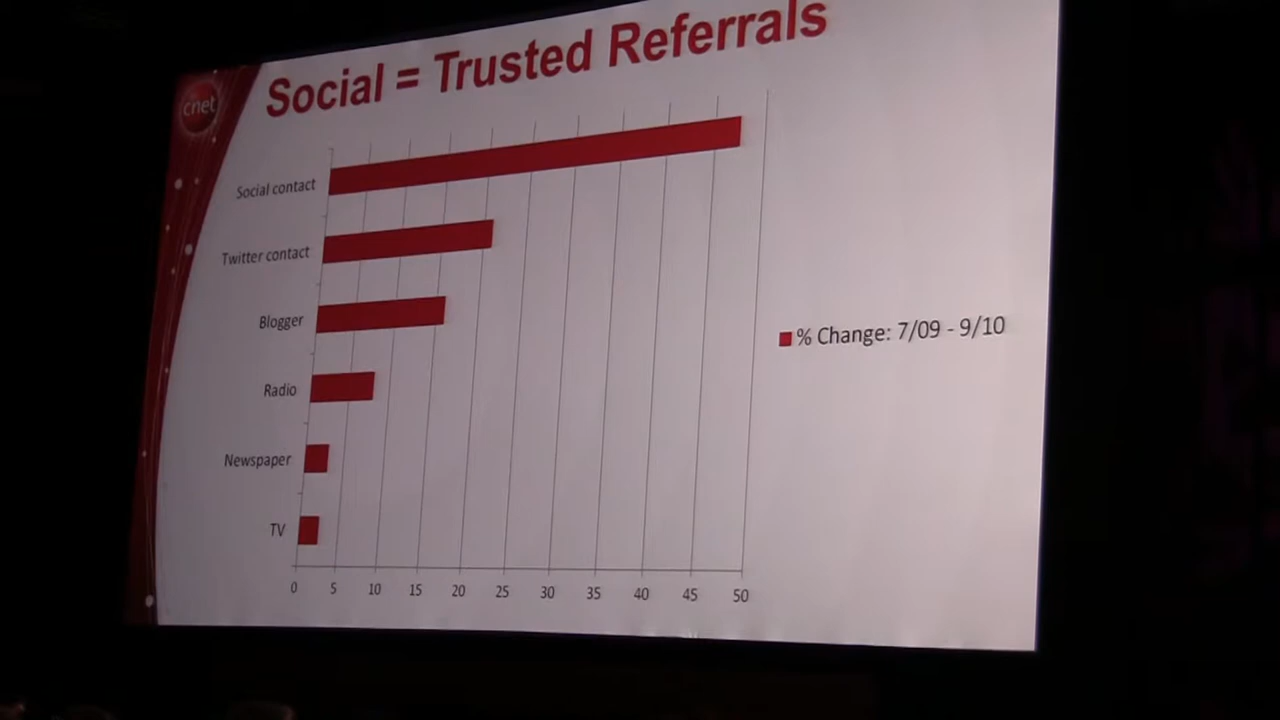 Social = Trusted Referrals
cnet
Social contact
Twitter contact
Blogger
% Change: 7/09 - 9/10
Radio
Newspaper
TV
0 5 10 15 20 25 30 35 40 45 50